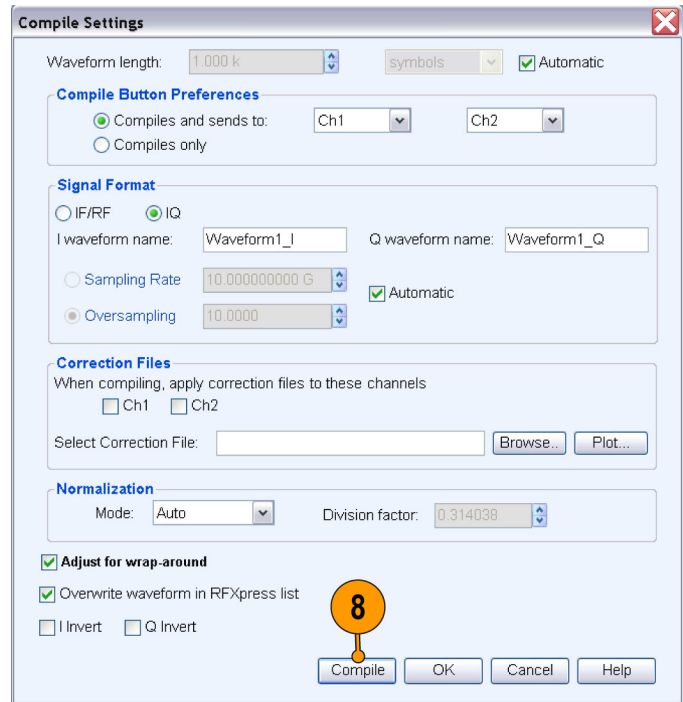 Compile Settings
Waveform length: 1.000 k symbols Automatic
Compile Button Preferences
Compiles and sends to: Ch1 Ch2
Compiles only
Signal Format
IF/RF IQ
I waveform name: Waveform1_I Q waveform name: Waveform1_Q
Sampling Rate 10.000000000 G
Automatic
Oversampling 10.0000
Correction Files
When compiling, apply correction files to these channels
Ch1 Ch2
Select Correction File: Browse.. Plot...
Normalization
Mode: Auto Division factor: 0.314038
Adjust for wrap-around
Overwrite waveform in RFXpress list
8
I Invert Q Invert
Compile OK Cancel Help